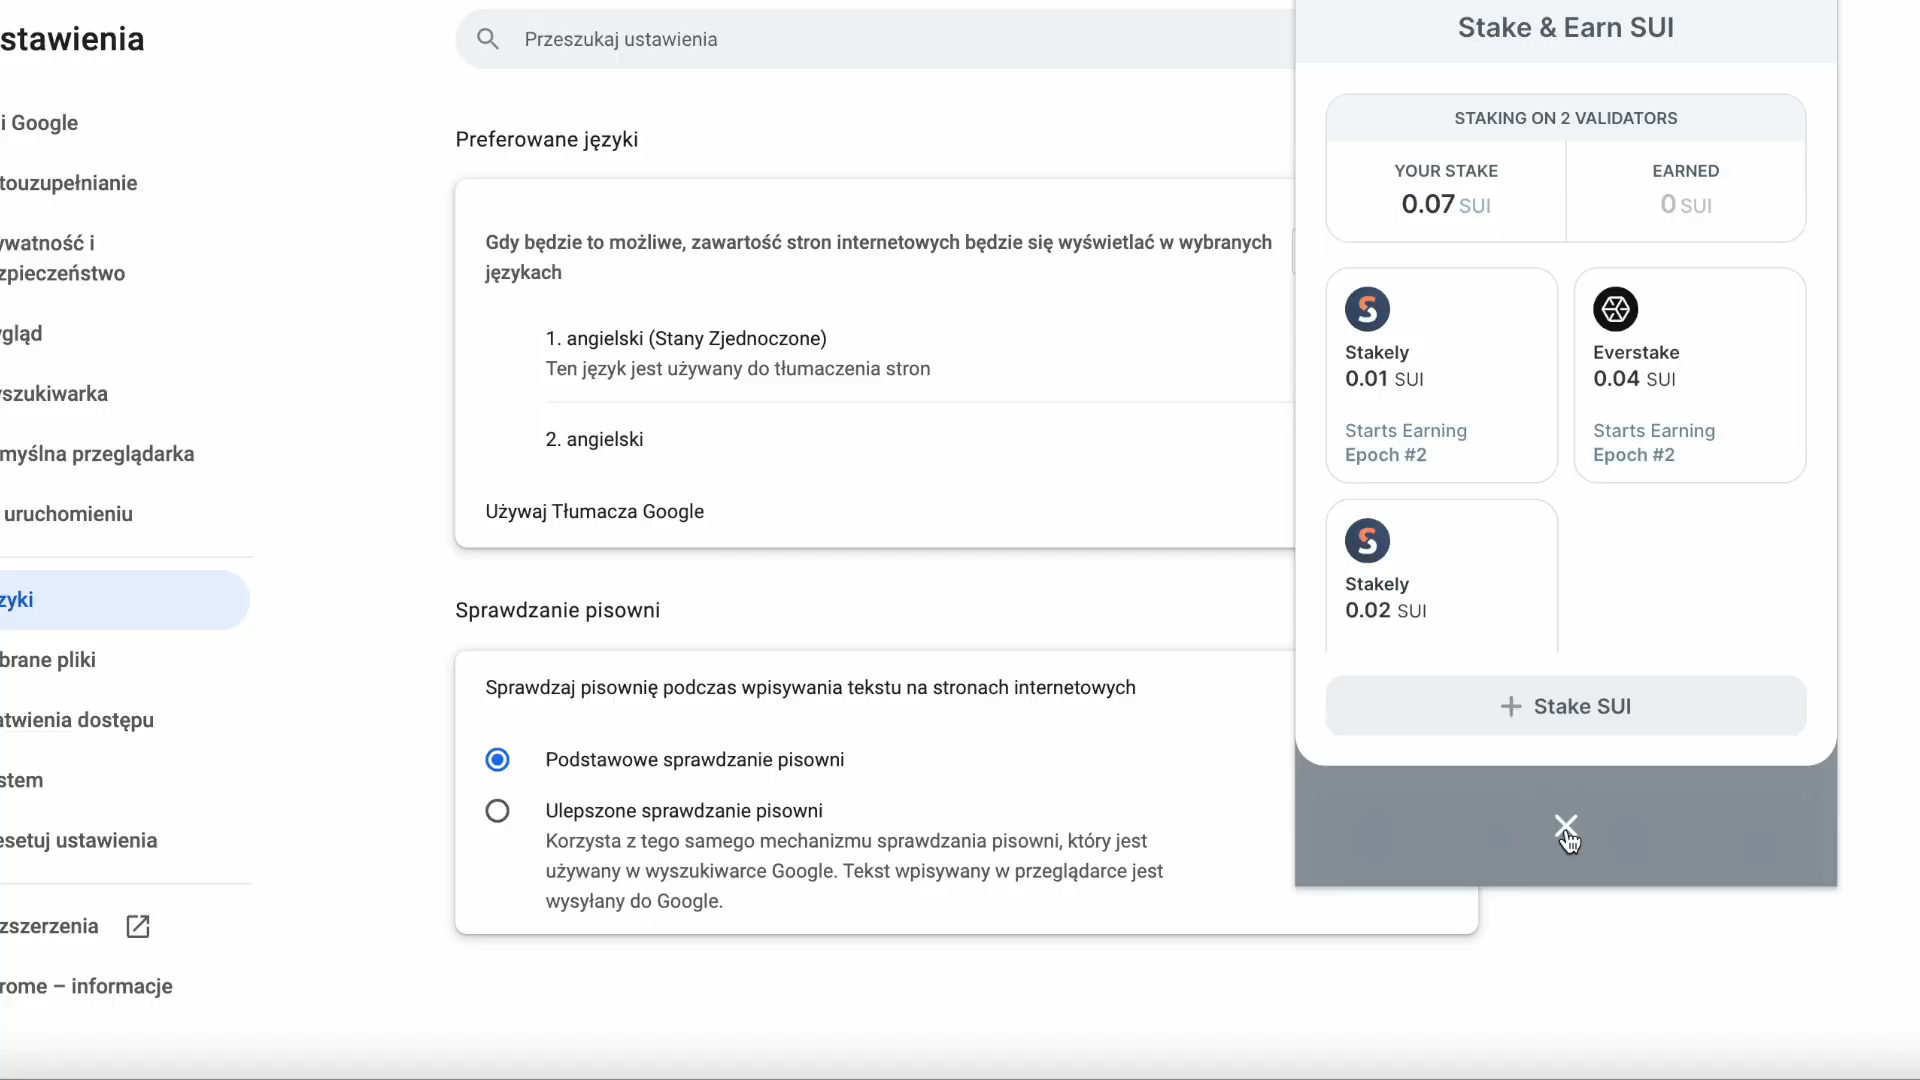 stawienia
i Google
touzupełnianie
ywatność i
zpieczeństwo
gląd
yszukiwarka
myślna przeglądarka
uruchomieniu
zyki
brane pliki
atwienia dostępu
stem
esetuj ustawienia
zszerzenia
rome – informacje
Przeszukaj ustawienia
Preferowane języki
Gdy będzie to możliwe, zawartość stron internetowych będzie się wyświetlać w wybranych
językach
1. angielski (Stany Zjednoczone)
Ten język jest używany do tłumaczenia stron
2. angielski
Używaj Tłumacza Google
Sprawdzanie pisowni
Sprawdzaj pisownię podczas wpisywania tekstu na stronach internetowych
Podstawowe sprawdzanie pisowni
Ulepszone sprawdzanie pisowni
Korzysta z tego samego mechanizmu sprawdzania pisowni, który jest
używany w wyszukiwarce Google. Tekst wpisywany w przeglądarce jest
wysyłany do Google.
Stake & Earn SUI
STAKING ON 2 VALIDATORS
YOUR STAKE
0.07 SUI
EARNED
0 SUI
Stakely
0.01 SUI
Starts Earning
Epoch #2
Everstake
0.04 SUI
Starts Earning
Epoch #2
Stakely
0.02 SUI
+ Stake SUI